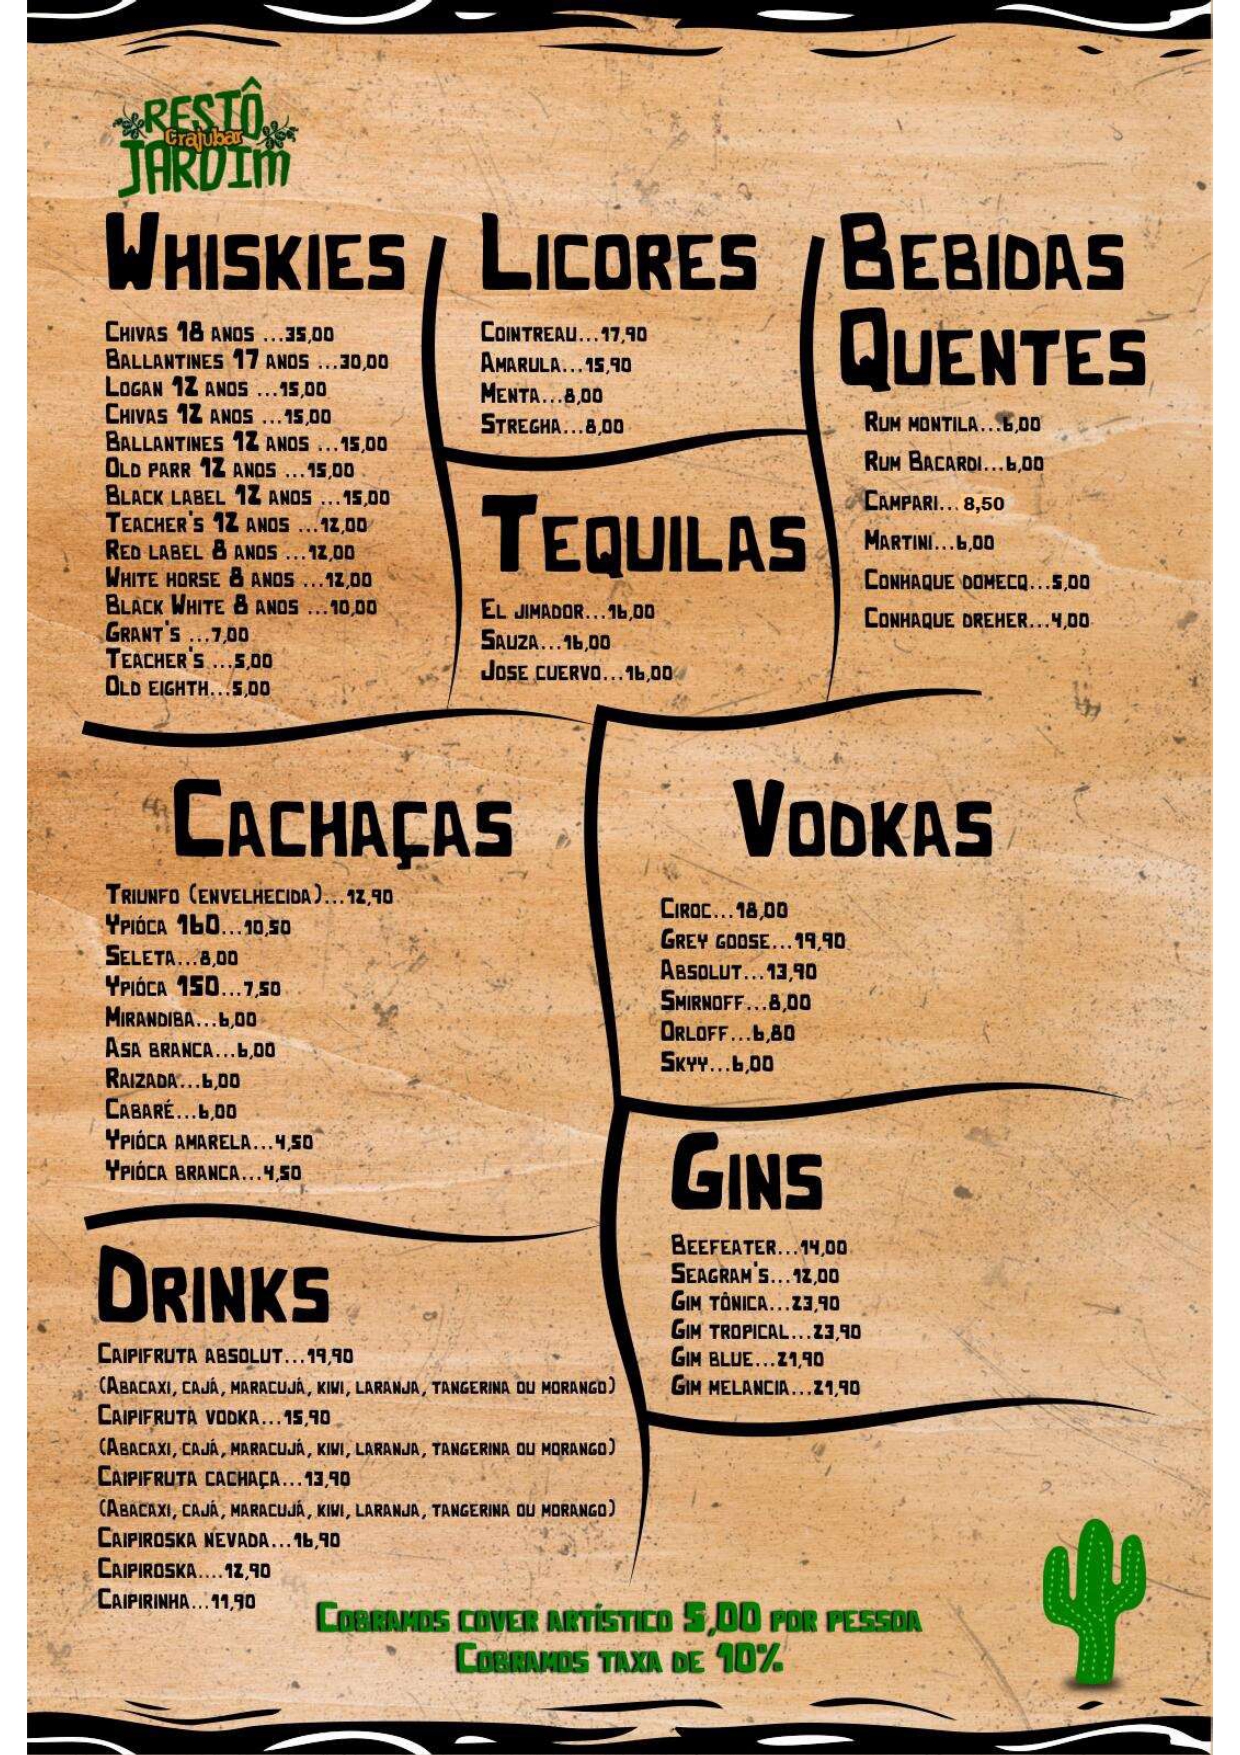 RESTÔ
Crajubar
JARDIM
WHISKIES
CHIVAS 18 ANOS ...35,00
BALLANTINES 17 ANOS ...30,00
LOGAN 12 ANOS ...15,00
CHIVAS 12 ANOS ...15,00
BALLANTINES 12 ANOS ...15,00
OLD PARR 12 ANOS ...15,00
BLACK LABEL 12 ANOS ...15,00
TEACHER'S 12 ANOS ...12,00
RED LABEL 8 ANOS ...12,00
WHITE HORSE 8 ANOS ...12,00
BLACK WHITE 8 ANOS ...10,00
GRANT'S ...7,00
TEACHER'S ...5,00
OLD EIGHTH...5,00
LICORES
COINTREAU...17,90
AMARULA...15,90
MENTA...8,00
STREGHA...8,00
TEQUILAS
EL JIMADOR...16,00
SAUZA...16,00
JOSE CUERVO...16,00
BEBIDAS
QUENTES
RUM MONTILA...6,00
RUM BACARDI...6,00
CAMPARI... 8,50
MARTINI...6,00
CONHAQUE DOMECQ...5,00
CONHAQUE DREHER...4,00
CACHAÇAS
TRIUNFO (ENVELHECIDA)...12,90
YPIÓCA 160...10,50
SELETA...8,00
YPIÓCA 150...7,50
MIRANDIBA...6,00
ASA BRANCA...6,00
RAIZADA...6,00
CABARÉ...6,00
YPIÓCA AMARELA...4,50
YPIÓCA BRANCA...4,50
VODKAS
CIROC...18,00
GREY GOOSE...19,90
ABSOLUT...13,90
SMIRNOFF...8,00
ORLOFF...6,80
SKYY...6,00
GINS
BEEFEATER...14,00
SEAGRAM'S...12,00
GIM TÔNICA...23,90
GIM TROPICAL...23,90
GIM BLUE...21,90
GIM MELANCIA...21,90
DRINKS
CAIPIFRUTA ABSOLUT...19,90
(ABACAXI, CAJÁ, MARACUJÁ, KIWI, LARANJA, TANGERINA OU MORANGO)
CAIPIFRUTA VODKA...15,90
(ABACAXI, CAJÁ, MARACUJÁ, KIWI, LARANJA, TANGERINA OU MORANGO)
CAIPIFRUTA CACHAÇA...13,90
(ABACAXI, CAJÁ, MARACUJÁ, KIWI, LARANJA, TANGERINA OU MORANGO)
CAIPIROSKA NEVADA...16,90
CAIPIROSKA....12,90
CAIPIRINHA...11,90
COBRAMOS COVER ARTÍSTICO 5,00 POR PESSOA
COBRAMOS TAXA DE 10%